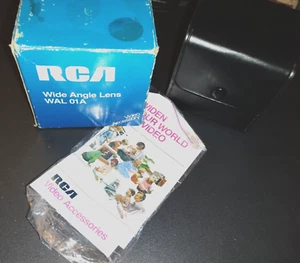 RCA
Wide Angle Lens
WAL 01A
WIDEN
YOUR WORLD
VIDEO
RCA
Video Accessories